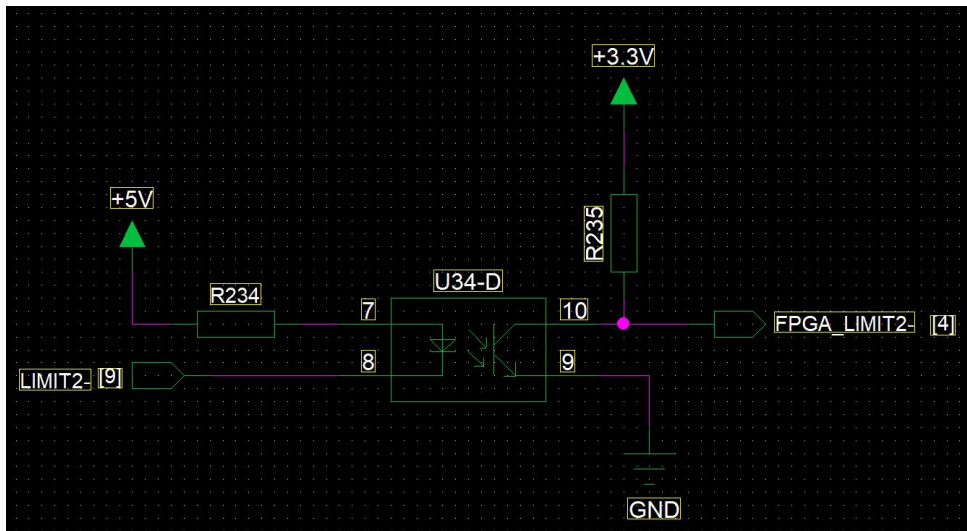 +3.3V
+5V
R235
U34-D
R234
7
10
FPGA_LIMIT2- [4]
8
9
LIMIT2- [9]
GND